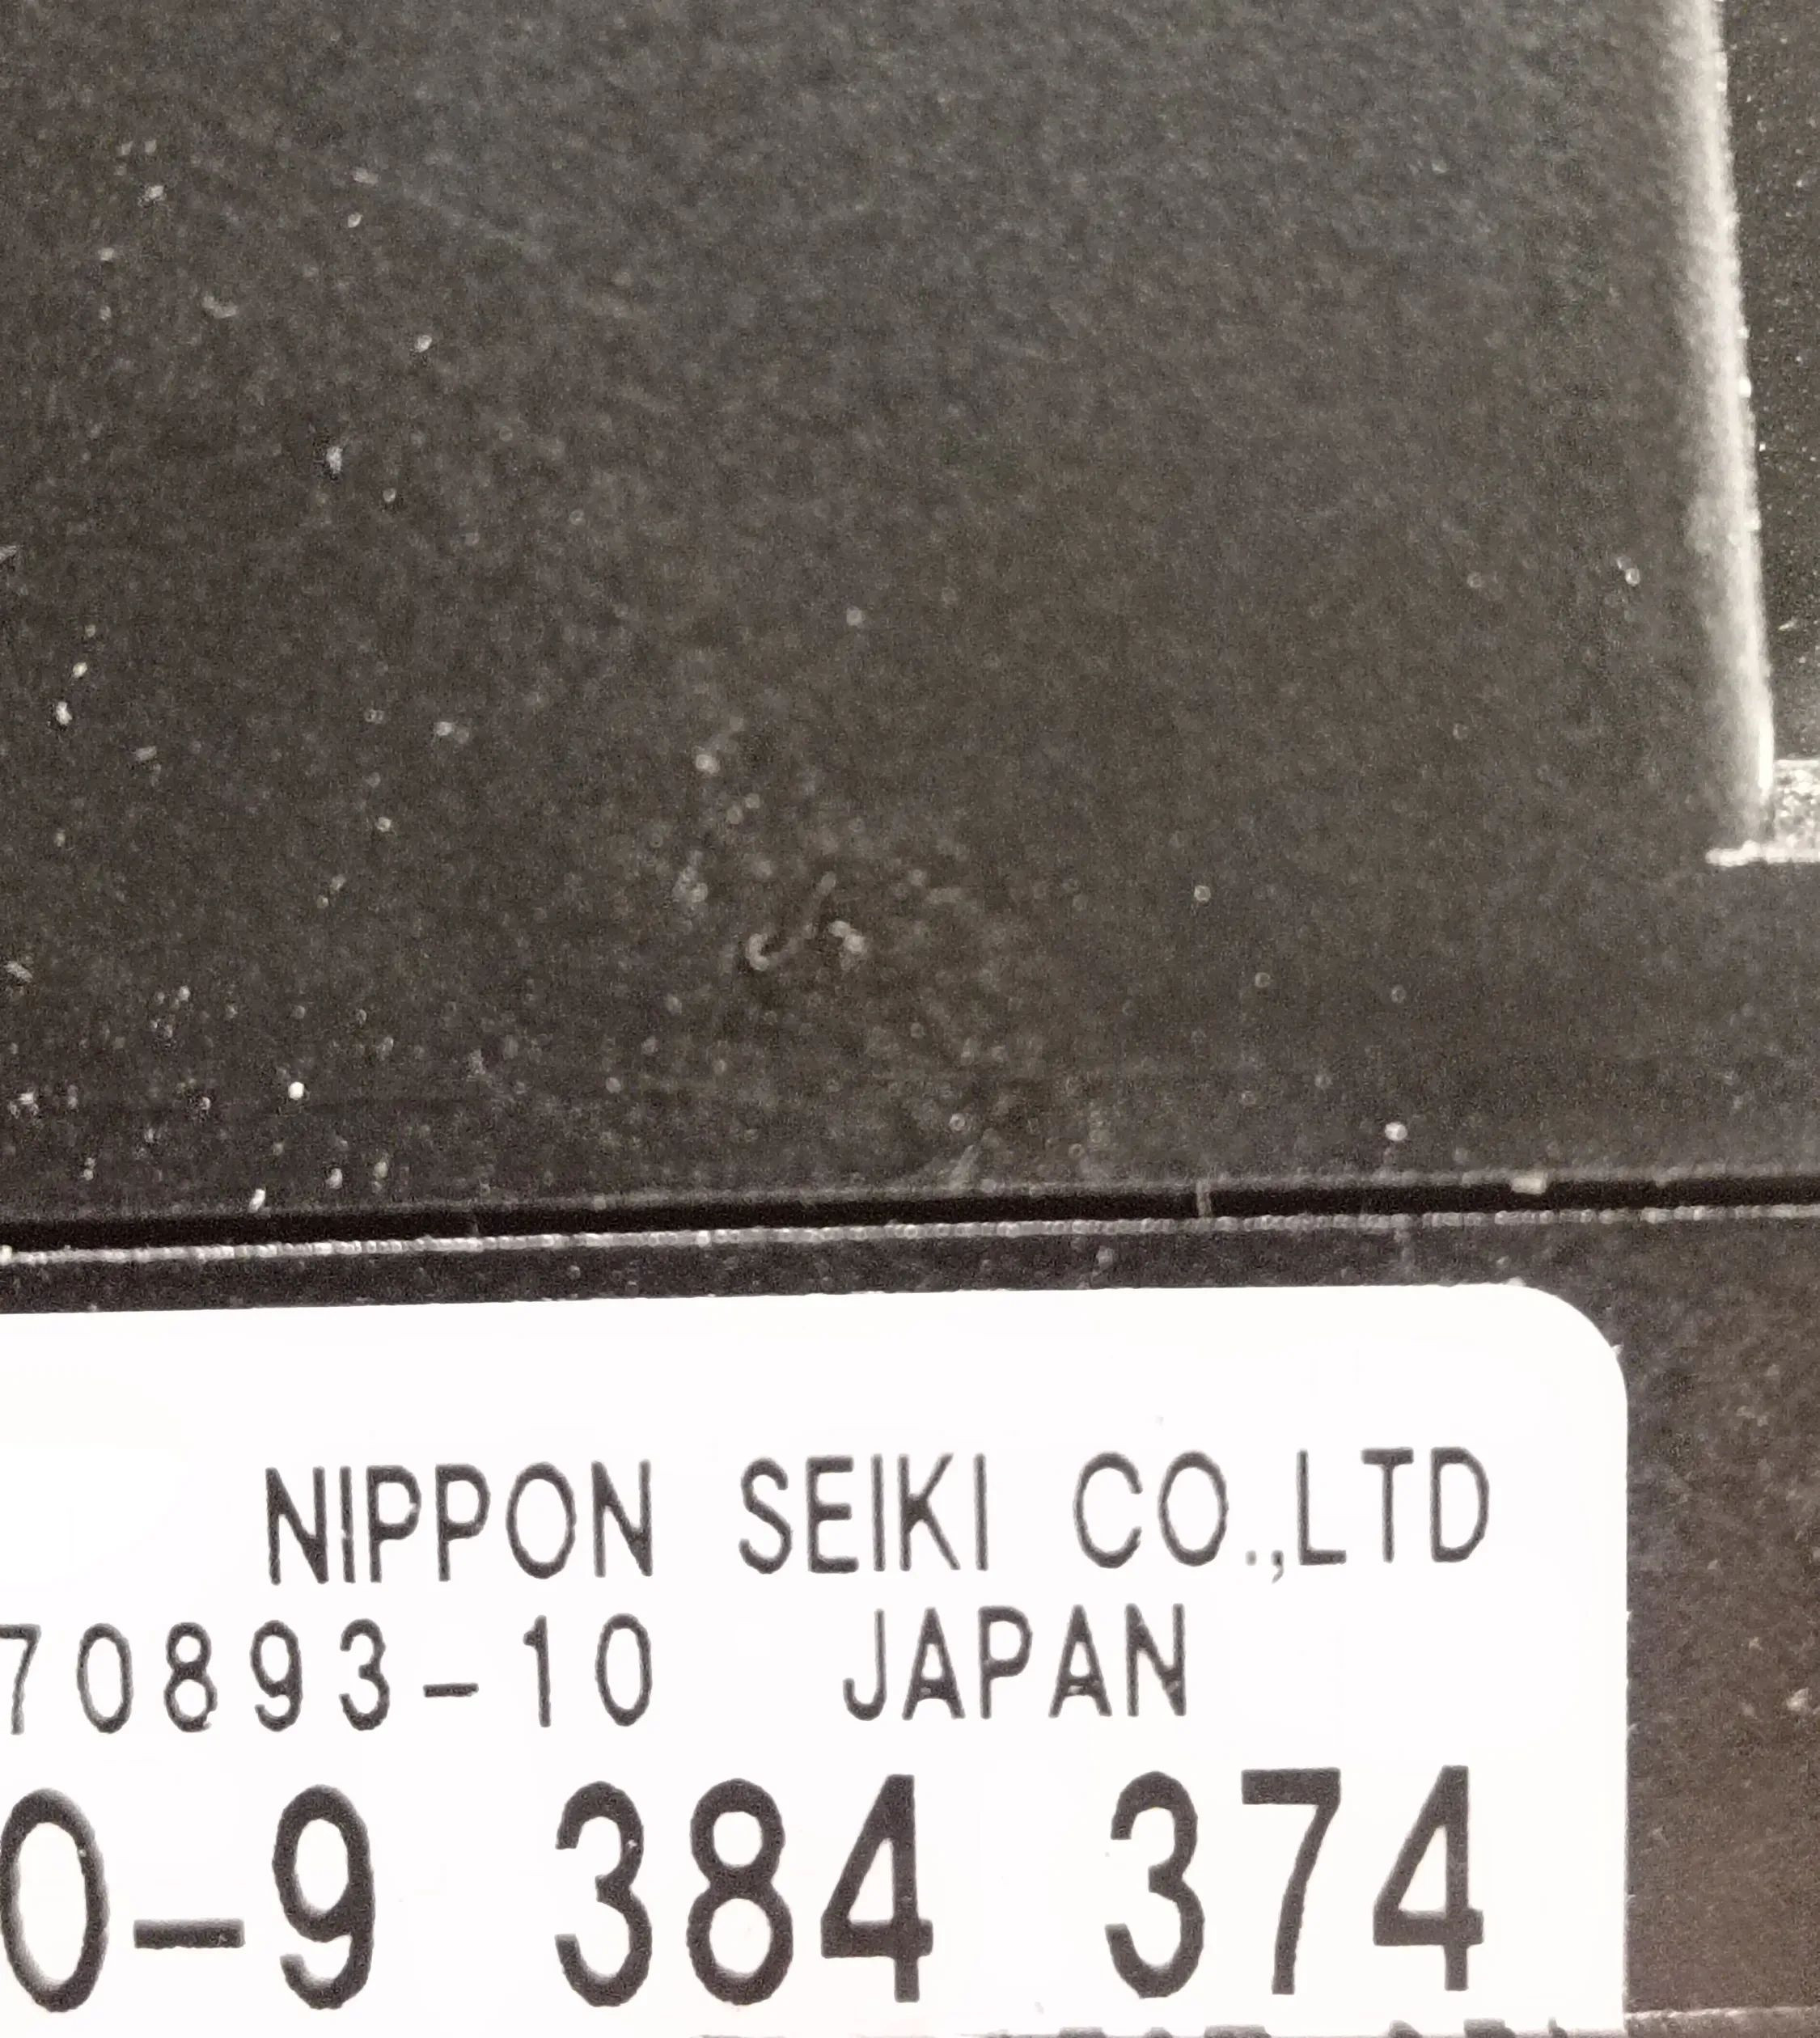 NIPPON SEIKI CO.,LTD
70893-10 JAPAN
0-9 384 374